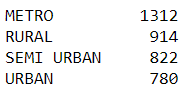 METRO 1312
RURAL 914
SEMI URBAN 822
URBAN 780